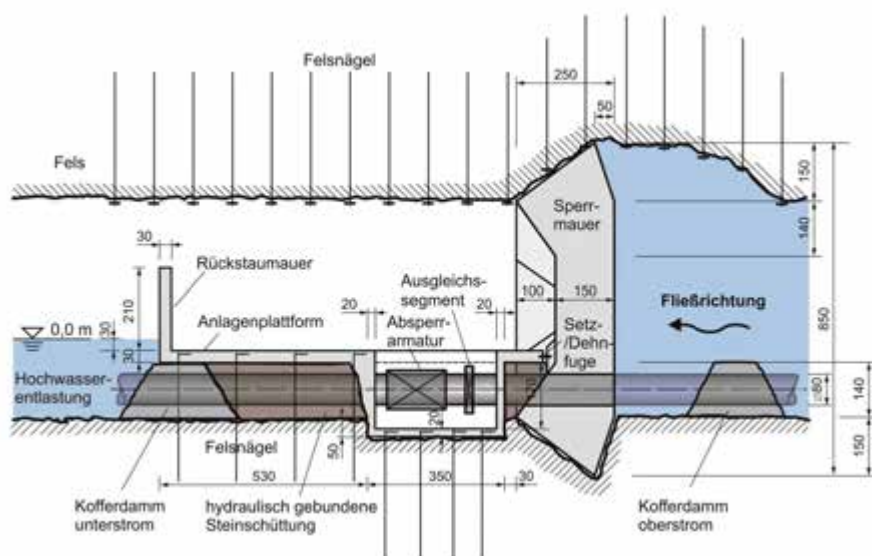 Felsnägel
250
50
Fels
150
30
Sperr-
mauer
140
Rückstaumauer
Ausgleichs-
segment
210
20
20
100
150
Fließrichtung
Absperr-
armatur
0,0 m
30
Anlagenplattform
Setz-
/Dehn-
fuge
850
30
Hochwasser-
entlastung
80
140
20
50
Felsnägel
150
530
350
30
Kofferdamm
unterstrom
hydraulisch gebundene
Steinschüttung
Kofferdamm
oberstrom